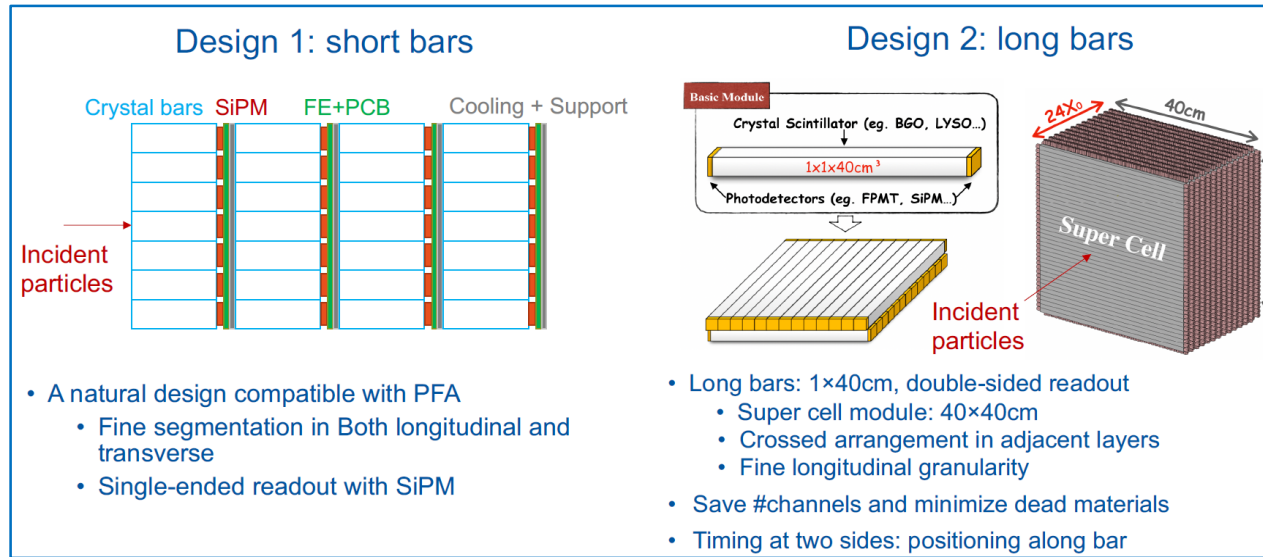 Design 1: short bars
Crystal bars SiPM FE+PCB Cooling + Support
Incident
particles
• A natural design compatible with PFA
• Fine segmentation in Both longitudinal and
transverse
• Single-ended readout with SiPM
Design 2: long bars
Basic Module
Crystal Scintillator (eg. BGO, LYSO…)
1x1x40cm³
Photodetectors (eg. FPMT, SiPM…)
24X₀
40cm
Super Cell
Incident
particles
• Long bars: 1×40cm, double-sided readout
• Super cell module: 40×40cm
• Crossed arrangement in adjacent layers
• Fine longitudinal granularity
• Save #channels and minimize dead materials
• Timing at two sides: positioning along bar